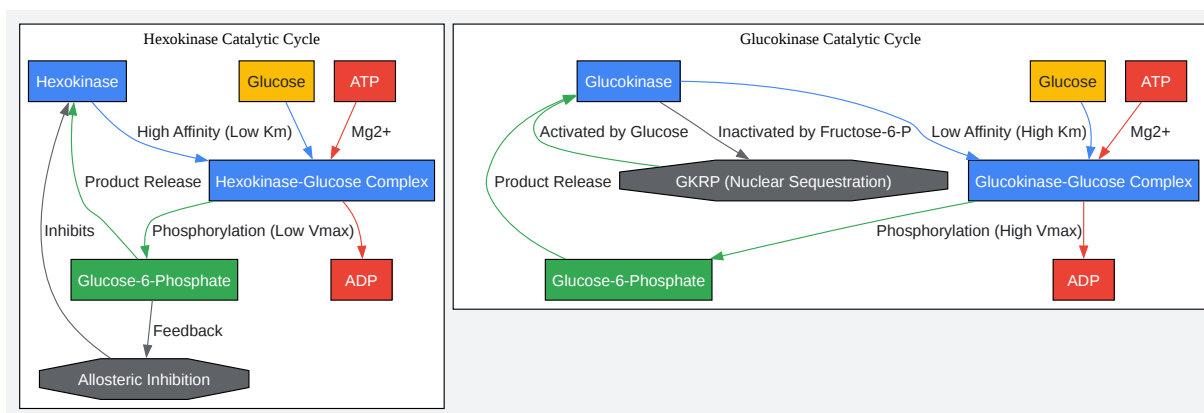 Hexokinase Catalytic Cycle
Hexokinase
Glucose
ATP
High Affinity (Low Km)
Mg2+
Hexokinase-Glucose Complex
Product Release
Phosphorylation (Low Vmax)
Inhibits
Glucose-6-Phosphate
ADP
Feedback
Allosteric Inhibition
Glucokinase Catalytic Cycle
Glucokinase
Glucose
ATP
Activated by Glucose
Inactivated by Fructose-6-P
Low Affinity (High Km)
Mg2+
Product Release
GKRP (Nuclear Sequestration)
Glucokinase-Glucose Complex
Phosphorylation (High Vmax)
Glucose-6-Phosphate
ADP